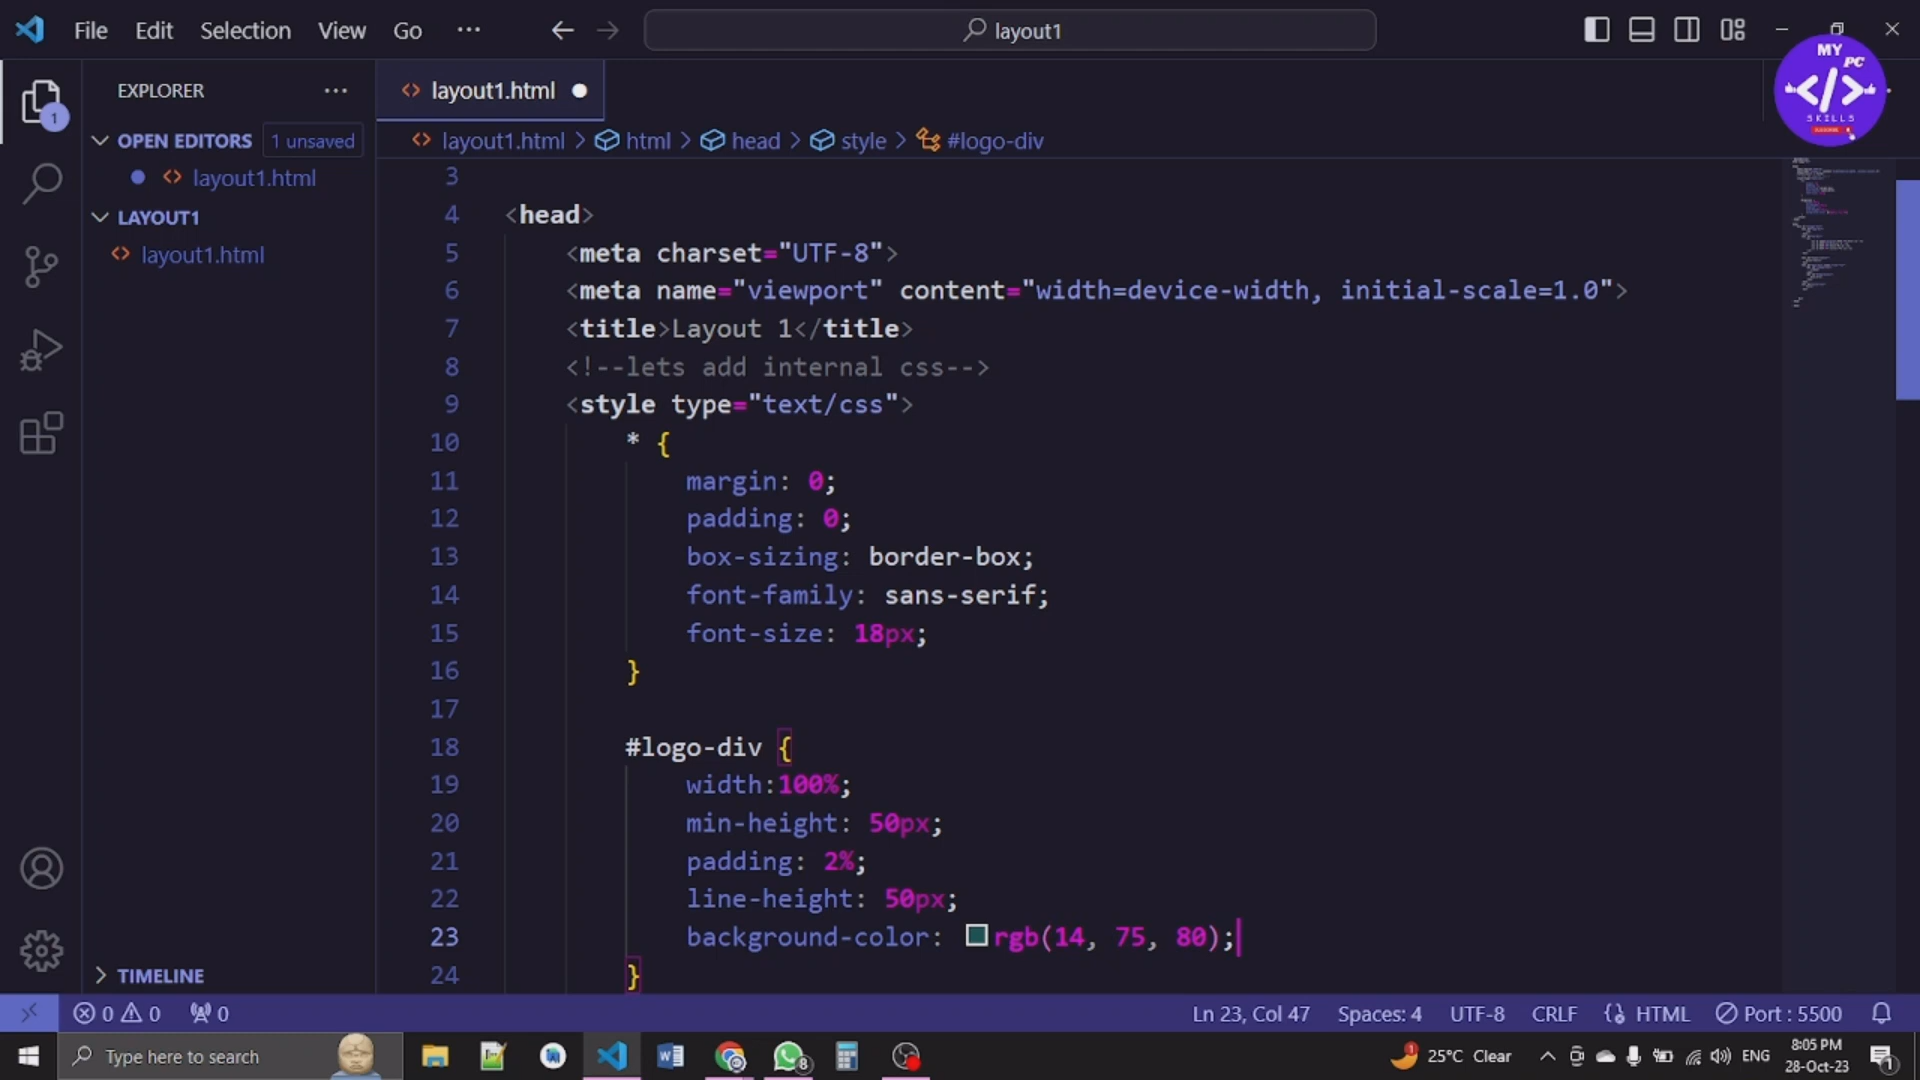 File Edit Selection View Go ··· layout1
MY PC
</>
SKILLS
EXPLORER ···
layout1.html
OPEN EDITORS 1 unsaved
layout1.html > html > head > style > #logo-div
layout1.html
LAYOUT1
layout1.html
1
3
4 <head>
5 <meta charset="UTF-8">
6 <meta name="viewport" content="width=device-width, initial-scale=1.0">
7 <title>Layout 1</title>
8 <!--lets add internal css-->
9 <style type="text/css">
10 * {
11 margin: 0;
12 padding: 0;
13 box-sizing: border-box;
14 font-family: sans-serif;
15 font-size: 18px;
16 }
17
18 #logo-div {
19 width:100%;
20 min-height: 50px;
21 padding: 2%;
22 line-height: 50px;
23 background-color: rgb(14, 75, 80);
24 }
TIMELINE
0 0 0 Ln 23, Col 47 Spaces: 4 UTF-8 CRLF HTML Port : 5500
Type here to search 8 1 25°C Clear ENG 8:05 PM
28-Oct-23 1